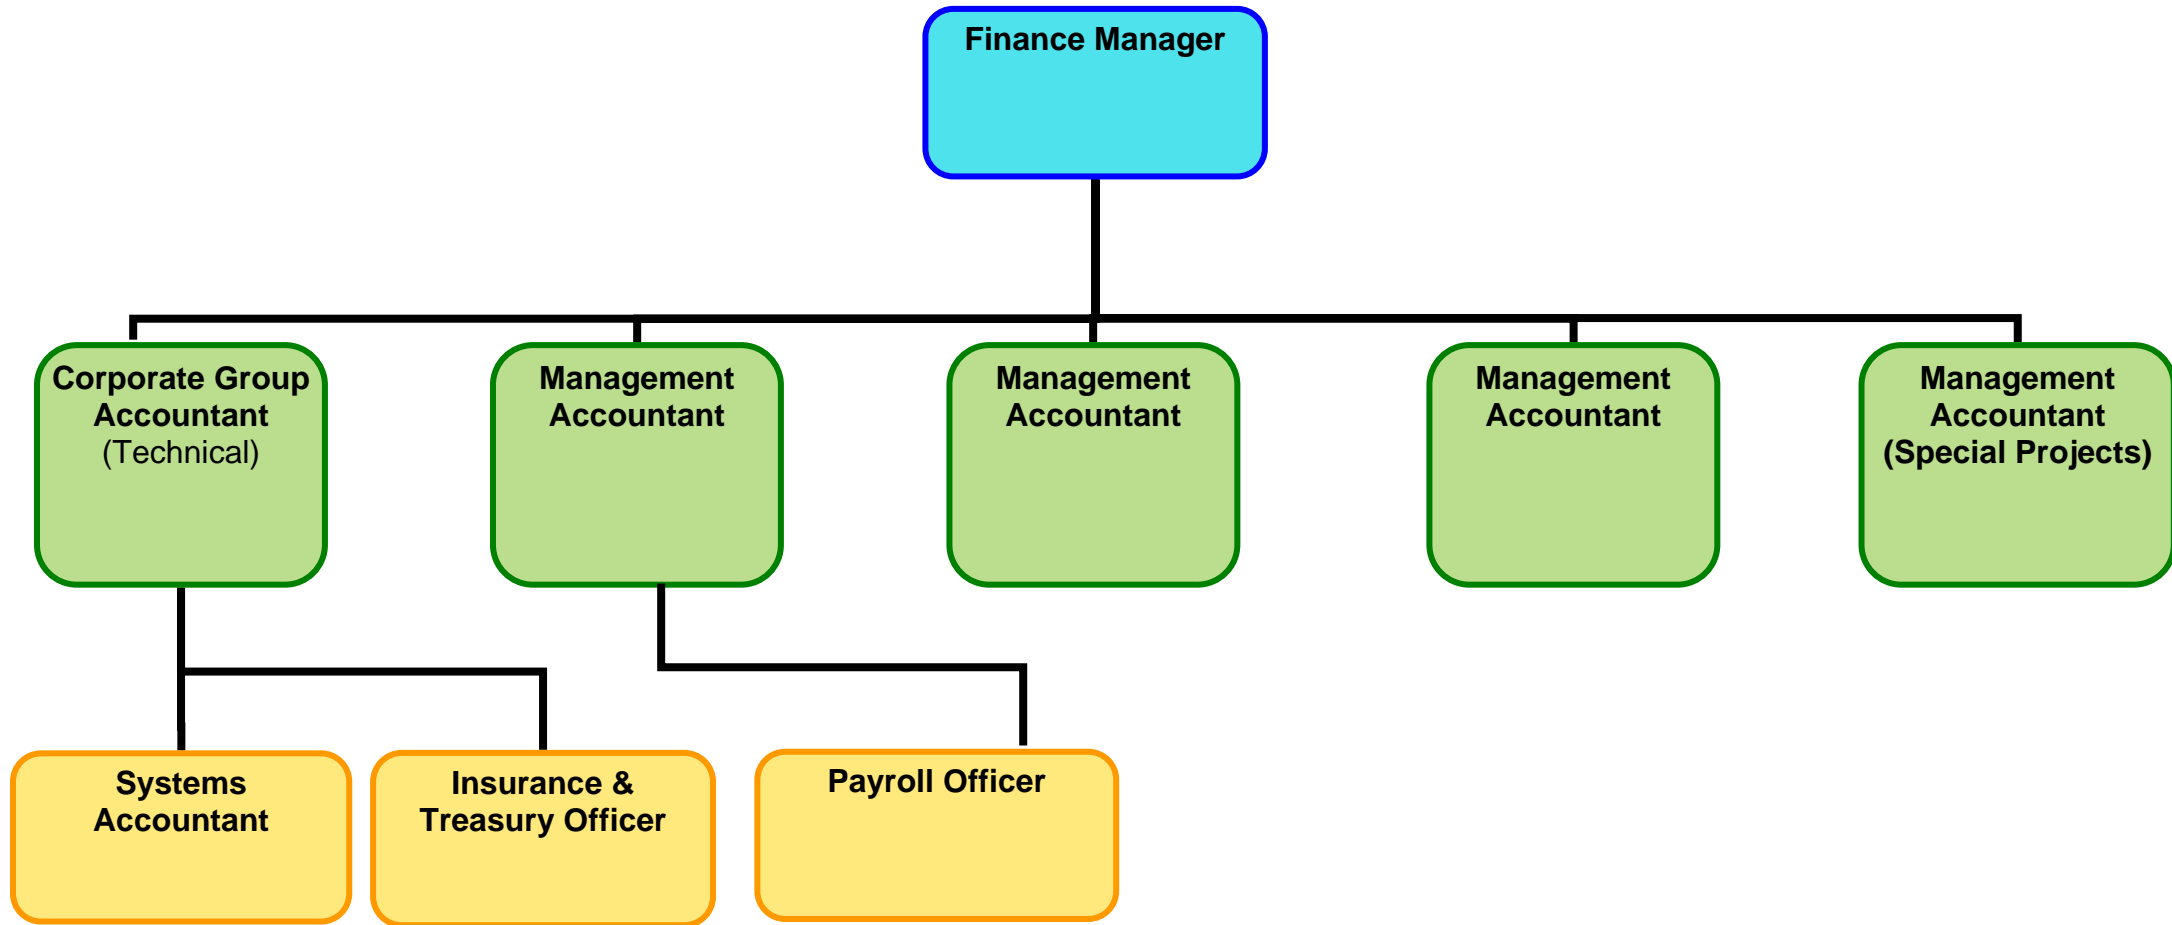 Finance Manager
Corporate Group
Accountant
(Technical)
Management
Accountant
Management
Accountant
Management
Accountant
Management
Accountant
(Special Projects)
Systems
Accountant
Insurance &
Treasury Officer
Payroll Officer